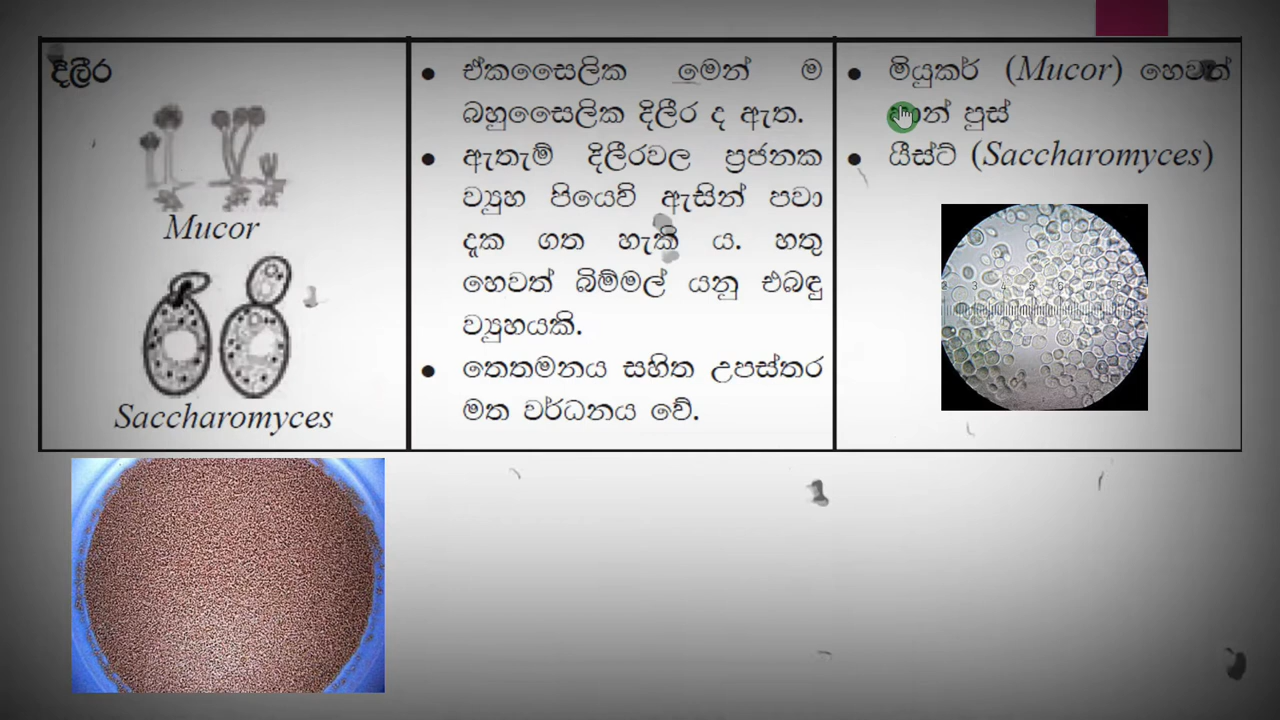 දිලීර
Mucor
Saccharomyces
ඒකසෛලික මෙන් ම
බහුසෛලික දිලීර ද ඇත.
ඇතැම් දිලීරවල ප්‍රජනක
ව්‍යුහ පියෙවි ඇසින් පවා
දැක ගත හැකි ය. හතු
හෙවත් බිම්මල් යනු එබඳු
ව්‍යුහයකි.
තෙතමනය සහිත උපස්තර
මත වර්ධනය වේ.
මියුකර් (Mucor) හෙවත්
පුස්
යීස්ට් (Saccharomyces)